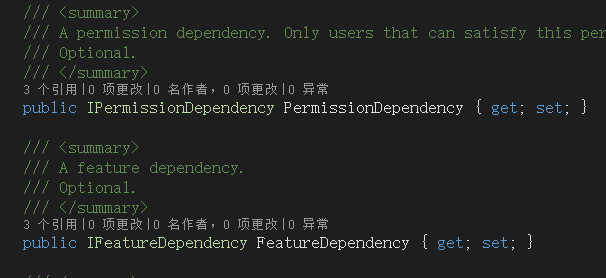 /// <summary>
/// A permission dependency. Only users that can satisfy this per
/// Optional.
/// </summary>
3 个引用|0 项更改|0 名作者, 0 项更改|0 异常
public IPermissionDependency PermissionDependency { get; set; }
/// <summary>
/// A feature dependency.
/// Optional.
/// </summary>
3 个引用|0 项更改|0 名作者, 0 项更改|0 异常
public IFeatureDependency FeatureDependency { get; set; }